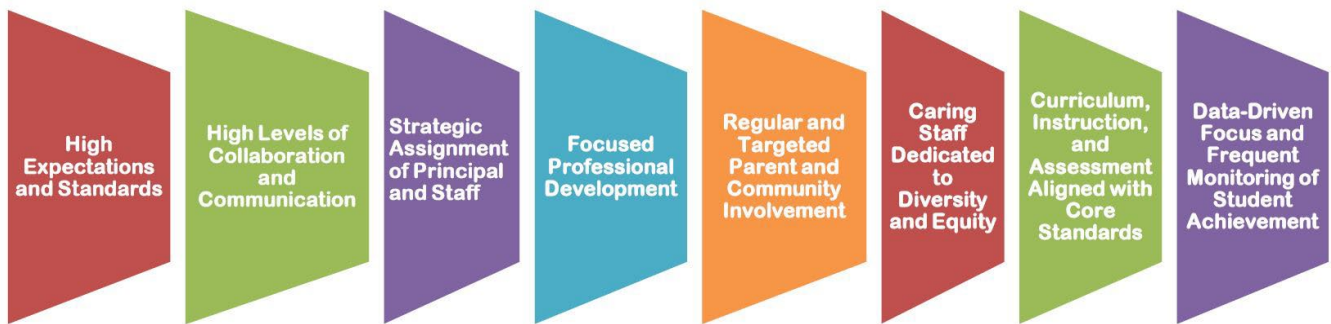 High
Expectations
and Standards
High Levels of
Collaboration
and
Communication
Strategic
Assignment
of Principal
and Staff
Focused
Professional
Development
Regular and
Targeted
Parent and
Community
Involvement
Caring
Staff
Dedicated
to
Diversity
and Equity
Curriculum,
Instruction,
and
Assessment
Aligned with
Core
Standards
Data-Driven
Focus and
Frequent
Monitoring of
Student
Achievement